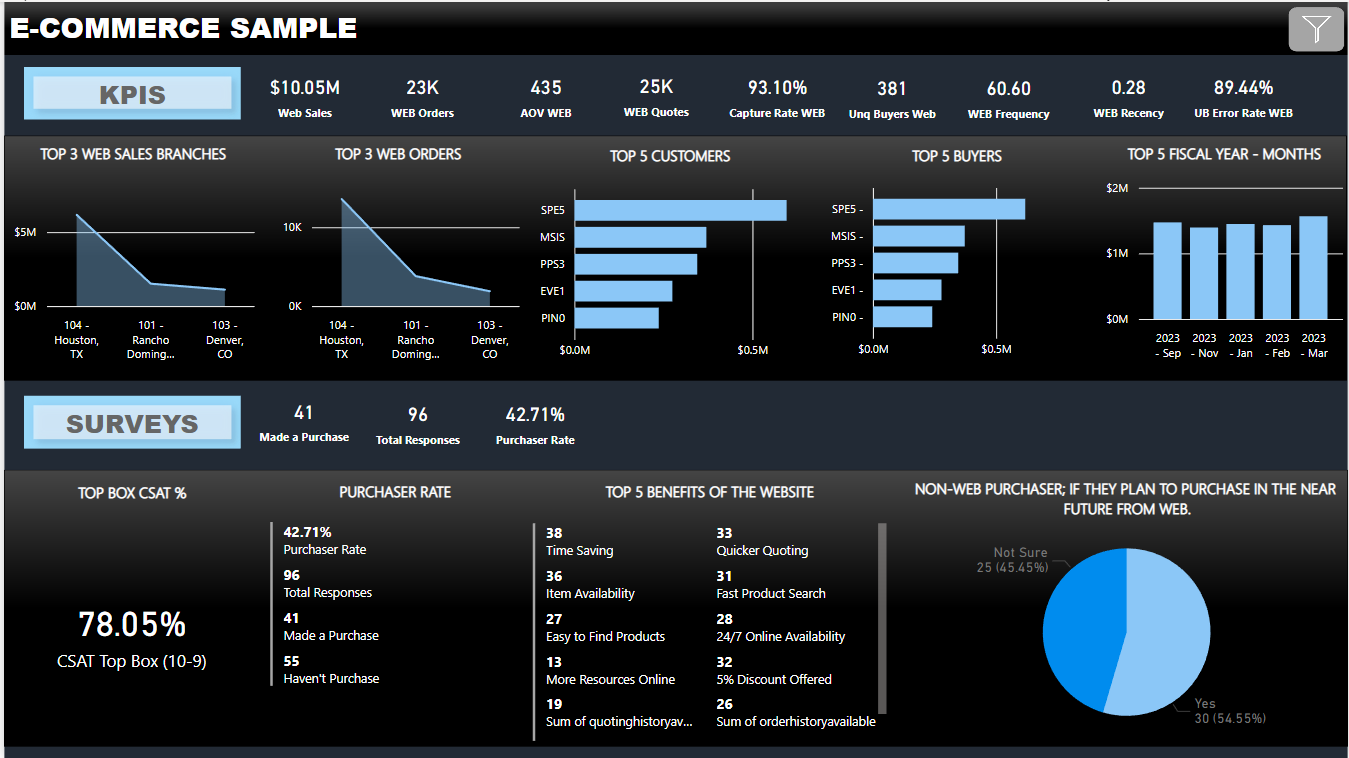 E-COMMERCE SAMPLE
KPIS
$10.05M
Web Sales
23K
WEB Orders
435
AOV WEB
25K
WEB Quotes
93.10%
Capture Rate WEB
381
Unq Buyers Web
60.60
WEB Frequency
0.28
WEB Recency
89.44%
UB Error Rate WEB
TOP 3 WEB SALES BRANCHES
$5M
$0M
104 -
Houston,
TX
101 -
Rancho
Doming...
103 -
Denver,
CO
TOP 3 WEB ORDERS
10K
0K
104 -
Houston,
TX
101 -
Rancho
Doming...
103 -
Denver,
CO
TOP 5 CUSTOMERS
SPE5
MSIS
PPS3
EVE1
PIN0
$0.0M
$0.5M
TOP 5 BUYERS
SPE5 -
MSIS -
PPS3 -
EVE1 -
PIN0 -
$0.0M
$0.5M
TOP 5 FISCAL YEAR - MONTHS
$2M
$1M
$0M
2023
- Sep
2023
- Nov
2023
- Jan
2023
- Feb
2023
- Mar
SURVEYS
41
Made a Purchase
96
Total Responses
42.71%
Purchaser Rate
TOP BOX CSAT %
78.05%
CSAT Top Box (10-9)
PURCHASER RATE
42.71%
Purchaser Rate
96
Total Responses
41
Made a Purchase
55
Haven't Purchase
TOP 5 BENEFITS OF THE WEBSITE
38
Time Saving
33
Quicker Quoting
36
Item Availability
31
Fast Product Search
27
Easy to Find Products
28
24/7 Online Availability
13
More Resources Online
32
5% Discount Offered
19
Sum of quotinghistoryav...
26
Sum of orderhistoryavailable
NON-WEB PURCHASER; IF THEY PLAN TO PURCHASE IN THE NEAR
FUTURE FROM WEB.
Not Sure
25 (45.45%)
Yes
30 (54.55%)